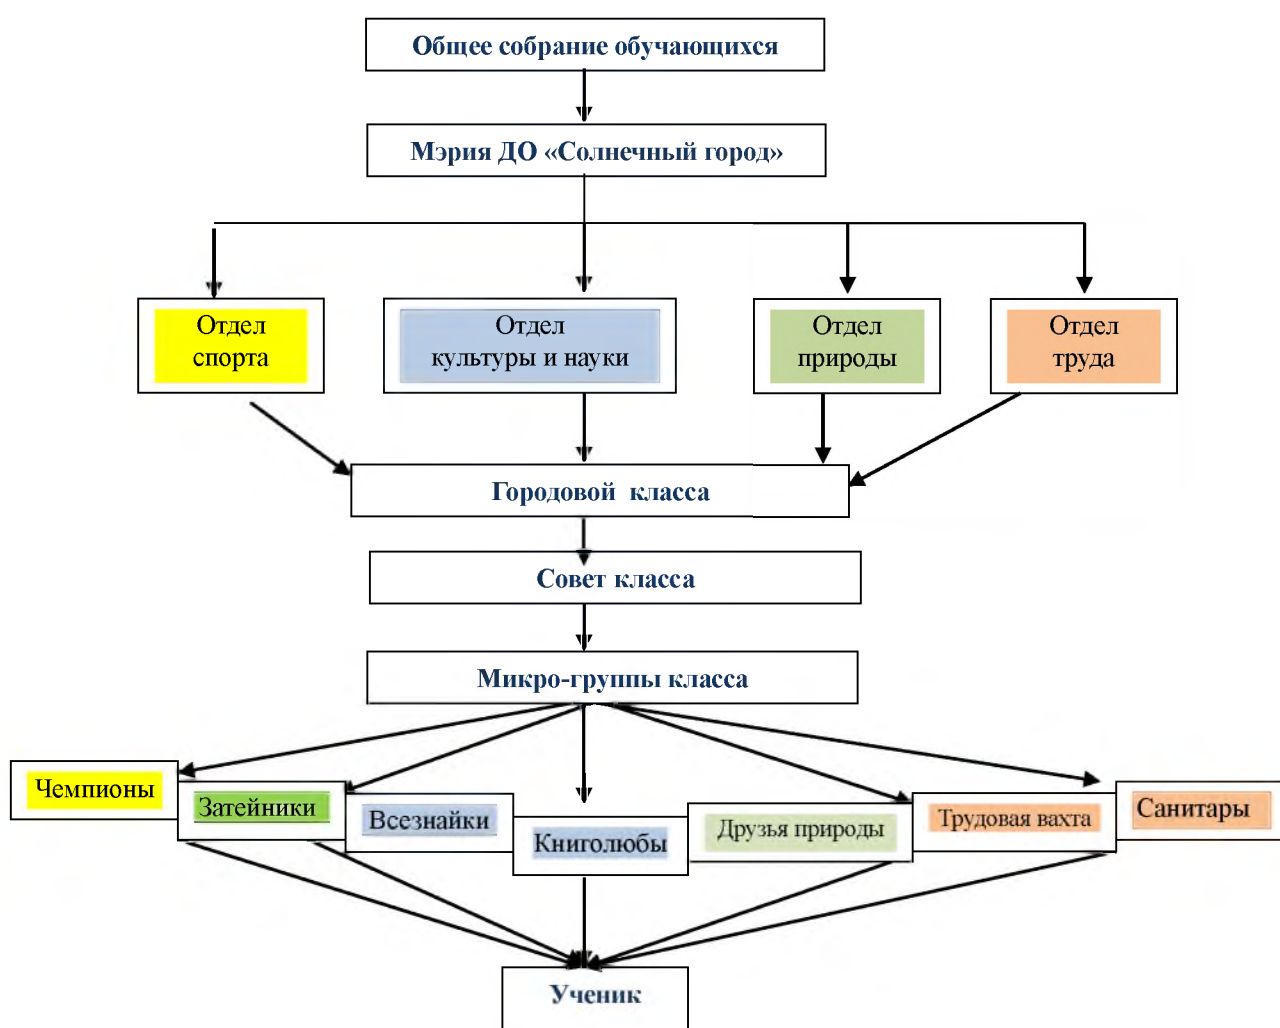 Общее собрание обучающихся
Мэрия ДО «Солнечный город»
Отдел
спорта
Отдел
культуры и науки
Отдел
природы
Отдел
труда
Городовой класса
Совет класса
Микро-группы класса
Чемпионы
Затейники
Всезнайки
Книголюбы
Друзья природы
Трудовая вахта
Санитары
Ученик